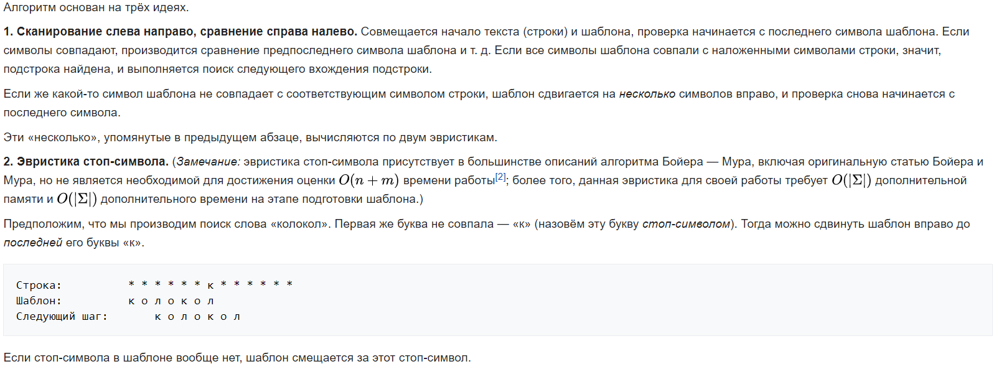 Алгоритм основан на трёх идеях.
1. Сканирование слева направо, сравнение справа налево. Совмещается начало текста (строки) и шаблона, проверка начинается с последнего символа шаблона. Если
символы совпадают, производится сравнение предпоследнего символа шаблона и т. д. Если все символы шаблона совпали с наложенными символами строки, значит,
подстрока найдена, и выполняется поиск следующего вхождения подстроки.
Если же какой-то символ шаблона не совпадает с соответствующим символом строки, шаблон сдвигается на несколько символов вправо, и проверка снова начинается с
последнего символа.
Эти «несколько», упомянутые в предыдущем абзаце, вычисляются по двум эвристикам.
2. Эвристика стоп-символа. (Замечание: эвристика стоп-символа присутствует в большинстве описаний алгоритма Бойера — Мура, включая оригинальную статью Бойера и
Мура, но не является необходимой для достижения оценки O(n + m) времени работы[2]; более того, данная эвристика для своей работы требует O(|Σ|) дополнительной
памяти и O(|Σ|) дополнительного времени на этапе подготовки шаблона.)
Предположим, что мы производим поиск слова «колокол». Первая же буква не совпала — «к» (назовём эту букву стоп-символом). Тогда можно сдвинуть шаблон вправо до
последней его буквы «к».
Строка: * * * * * * к * * * * * *
Шаблон: к о л о к о л
Следующий шаг: к о л о к о л
Если стоп-символа в шаблоне вообще нет, шаблон смещается за этот стоп-символ.